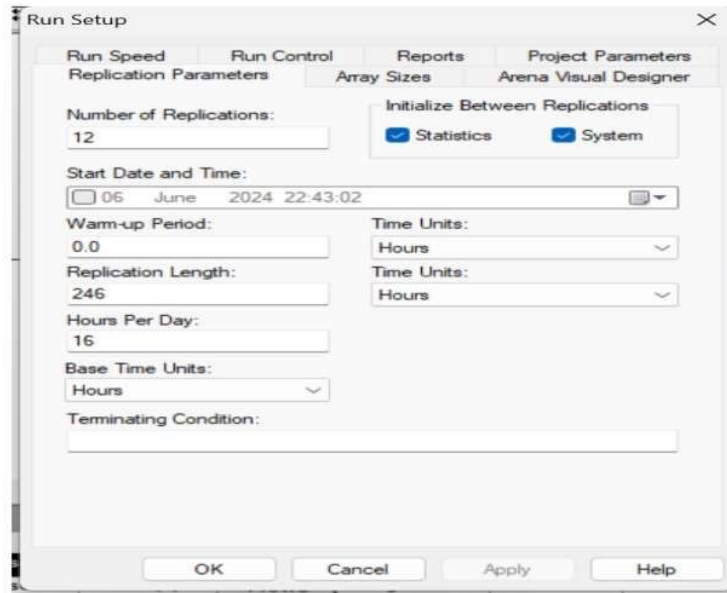 Run Setup
Run Speed Run Control Reports Project Parameters
Replication Parameters Array Sizes Arena Visual Designer
Number of Replications:
12
Initialize Between Replications
Statistics System
Start Date and Time:
06 June 2024 22:43:02
Warm-up Period: Time Units:
0.0 Hours
Replication Length: Time Units:
246 Hours
Hours Per Day:
16
Base Time Units:
Hours
Terminating Condition:
OK Cancel Apply Help